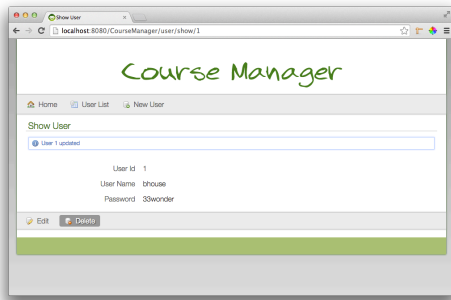 Show User
localhost:8080/CourseManager/user/show/1
Course Manager
Home User List New User
Show User
User 1 updated
User Id 1
User Name bhouse
Password 33wonder
Edit Delete